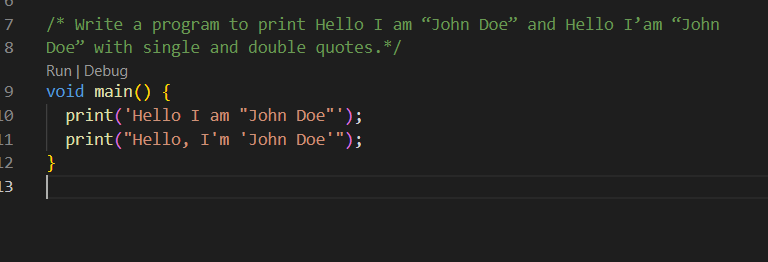 6
7 /* Write a program to print Hello I am “John Doe” and Hello I’am “John
8 Doe” with single and double quotes.*/
Run | Debug
9 void main() {
10 print('Hello I am "John Doe"');
11 print("Hello, I'm 'John Doe'");
12 }
13